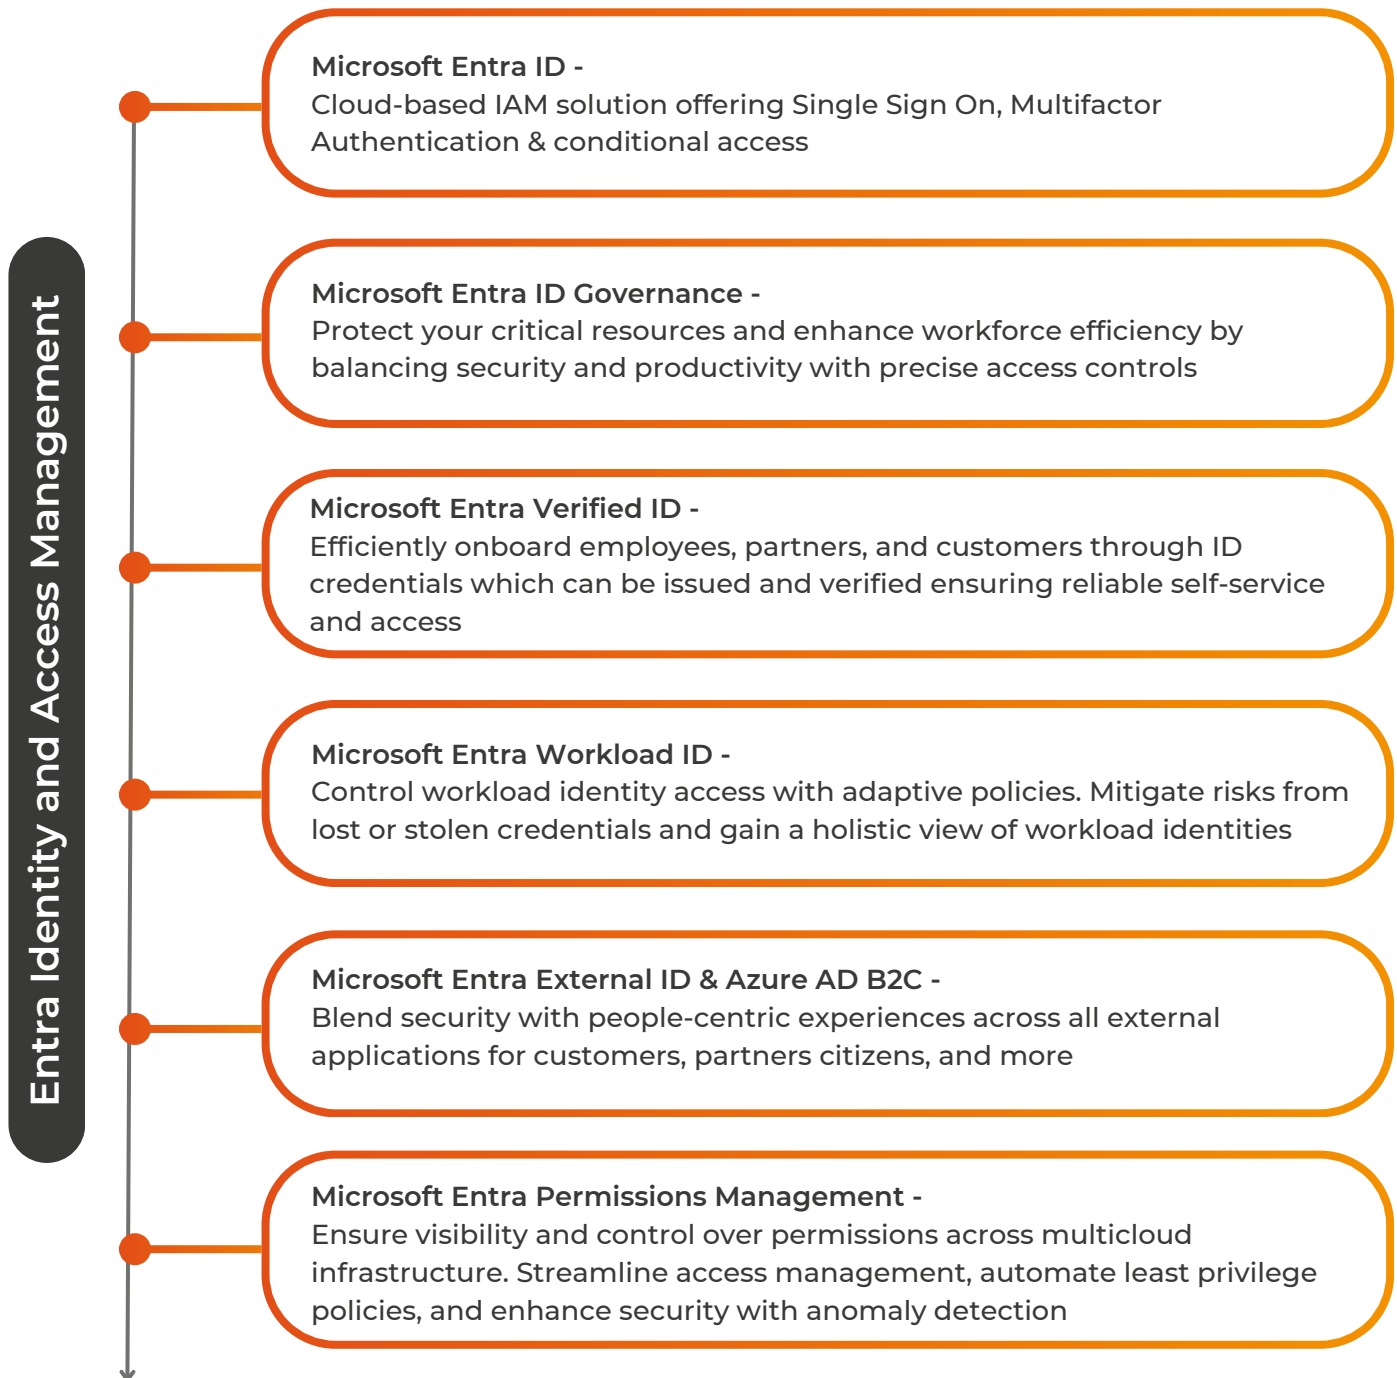 Entra Identity and Access Management
Microsoft Entra ID -
Cloud-based IAM solution offering Single Sign On, Multifactor
Authentication & conditional access
Microsoft Entra ID Governance -
Protect your critical resources and enhance workforce efficiency by
balancing security and productivity with precise access controls
Microsoft Entra Verified ID -
Efficiently onboard employees, partners, and customers through ID
credentials which can be issued and verified ensuring reliable self-service
and access
Microsoft Entra Workload ID -
Control workload identity access with adaptive policies. Mitigate risks from
lost or stolen credentials and gain a holistic view of workload identities
Microsoft Entra External ID & Azure AD B2C -
Blend security with people-centric experiences across all external
applications for customers, partners citizens, and more
Microsoft Entra Permissions Management -
Ensure visibility and control over permissions across multicloud
infrastructure. Streamline access management, automate least privilege
policies, and enhance security with anomaly detection